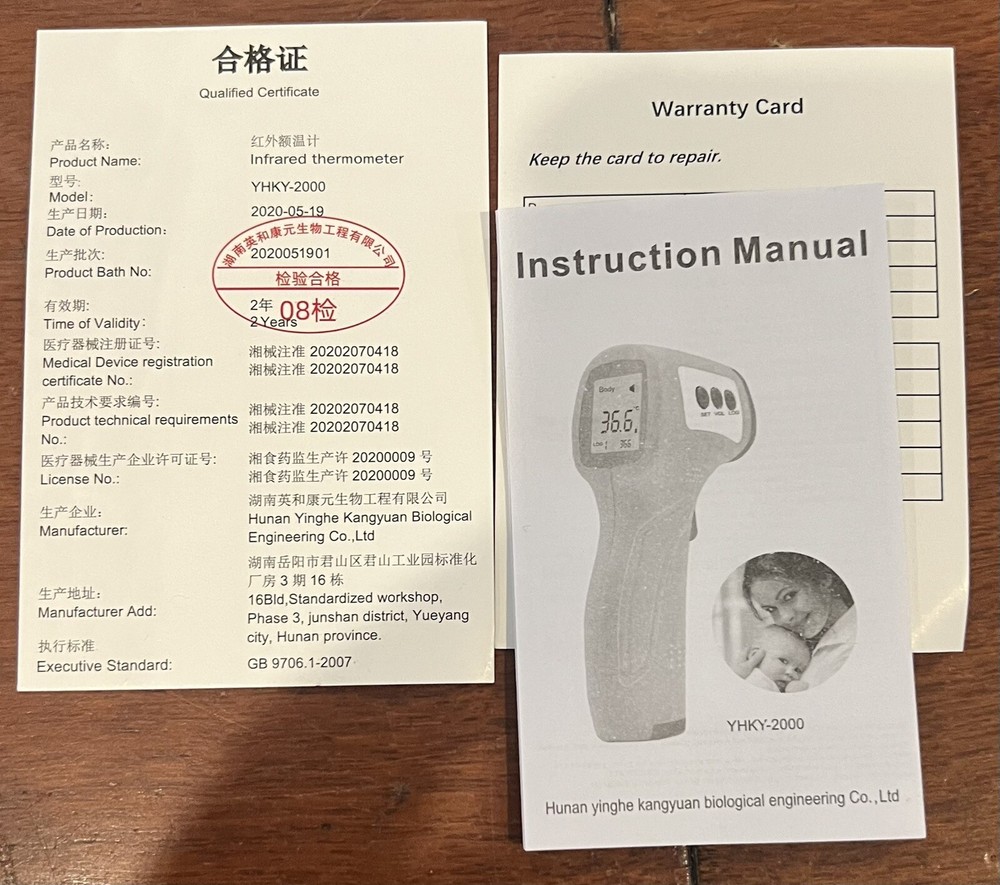 合格证
Qualified Certificate
产品名称:
红外额温计
Product Name:
Infrared thermometer
型号:
Model:
YHKY-2000
生产日期:
2020-05-19
Date of Production:
湖南英和康元生物工程有限公司
检验合格
08检
生产批次:
2020051901
Product Bath No:
有效期:
2年
Time of Validity:
2Years
医疗器械注册证号:
湘械注准 20202070418
Medical Device registration
湘械注准 20202070418
certificate No.:
产品技术要求编号:
湘械注准 20202070418
Product technical requirements
湘械注准 20202070418
No.:
医疗器械生产企业许可证号:
湘食药监生产许 20200009 号
License No.:
湘食药监生产许 20200009 号
生产企业:
湖南英和康元生物工程有限公司
Manufacturer:
Hunan Yinghe Kangyuan Biological
Engineering Co.,Ltd
生产地址:
湖南岳阳市君山区君山工业园标准化
厂房 3 期 16 栋
Manufacturer Add:
16Bld,Standardized workshop,
Phase 3, junshan district, Yueyang
city, Hunan province.
执行标准
Executive Standard:
GB 9706.1-2007
Warranty Card
Keep the card to repair.
Instruction Manual
Body
36.6
SET VOL LOG
366
YHKY-2000
Hunan yinghe kangyuan biological engineering Co.,Ltd